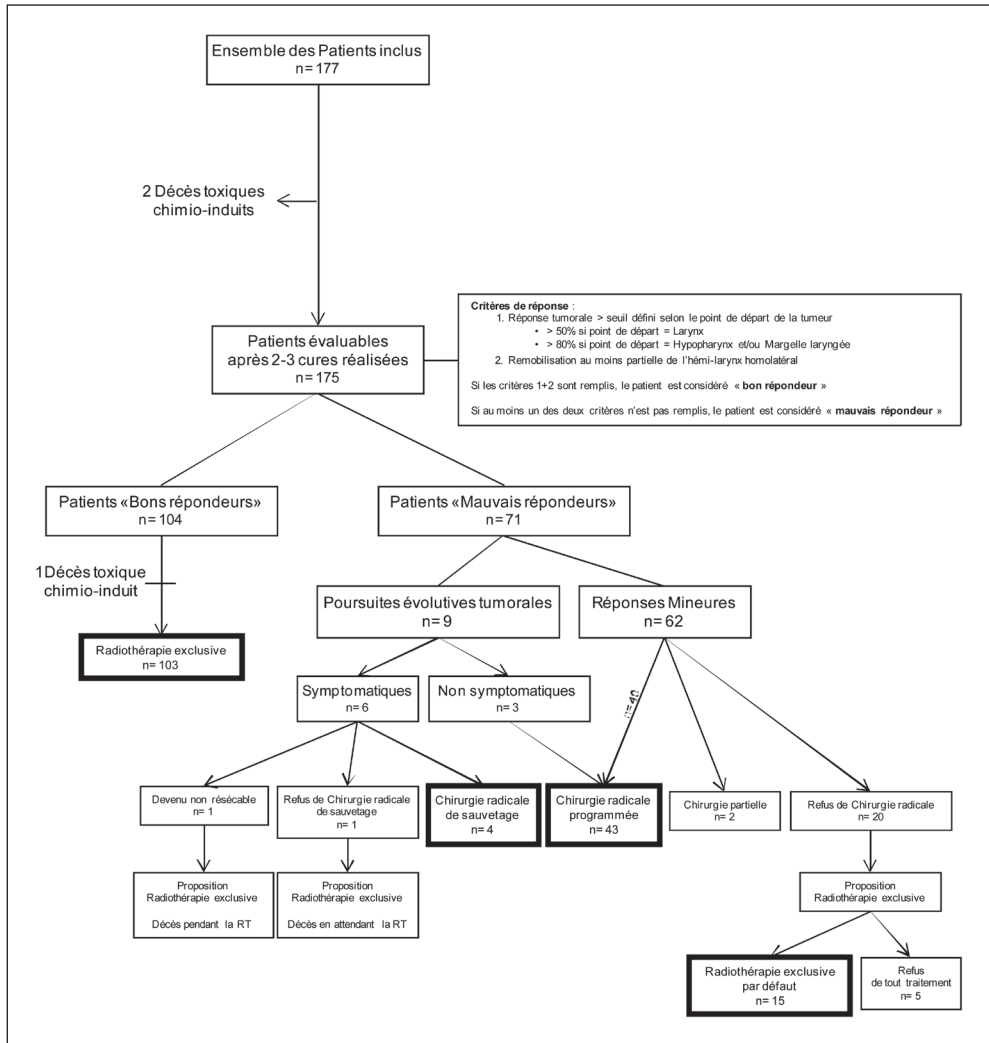 Ensemble des Patients inclus
n= 177
2 Décès toxiques
chimio-induits
Critères de réponse :
1. Réponse tumorale > seuil défini selon le point de départ de la tumeur
• > 50% si point de départ = Larynx
• > 80% si point de départ = Hypopharynx et/ou Margelle laryngée
2. Remobilisation au moins partielle de l'hémi-larynx homolatéral
Si les critères 1+2 sont remplis, le patient est considéré « bon répondeur »
Si au moins un des deux critères n'est pas rempli, le patient est considéré « mauvais répondeur »
Patients évaluables
après 2-3 cures réalisées
n= 175
Patients «Bons répondeurs»
n= 104
Patients «Mauvais répondeurs»
n= 71
1Décès toxique
chimio-induit
Radiothérapie exclusive
n= 103
Poursuites évolutives tumorales
n= 9
Réponses Mineures
n= 62
Symptomatiques
n= 6
Non symptomatiques
n= 3
n= 40
Devenu non résécable
n= 1
Refus de Chirurgie radicale
de sauvetage
n= 1
Chirurgie radicale
de sauvetage
n= 4
Chirurgie radicale
programmée
n= 43
Chirurgie partielle
n= 2
Refus de Chirurgie radicale
n= 20
Proposition
Radiothérapie exclusive
Décès pendant la RT
Proposition
Radiothérapie exclusive
Décès en attendant la RT
Proposition
Radiothérapie exclusive
Radiothérapie exclusive
par défaut
n= 15
Refus
de tout traitement
n= 5